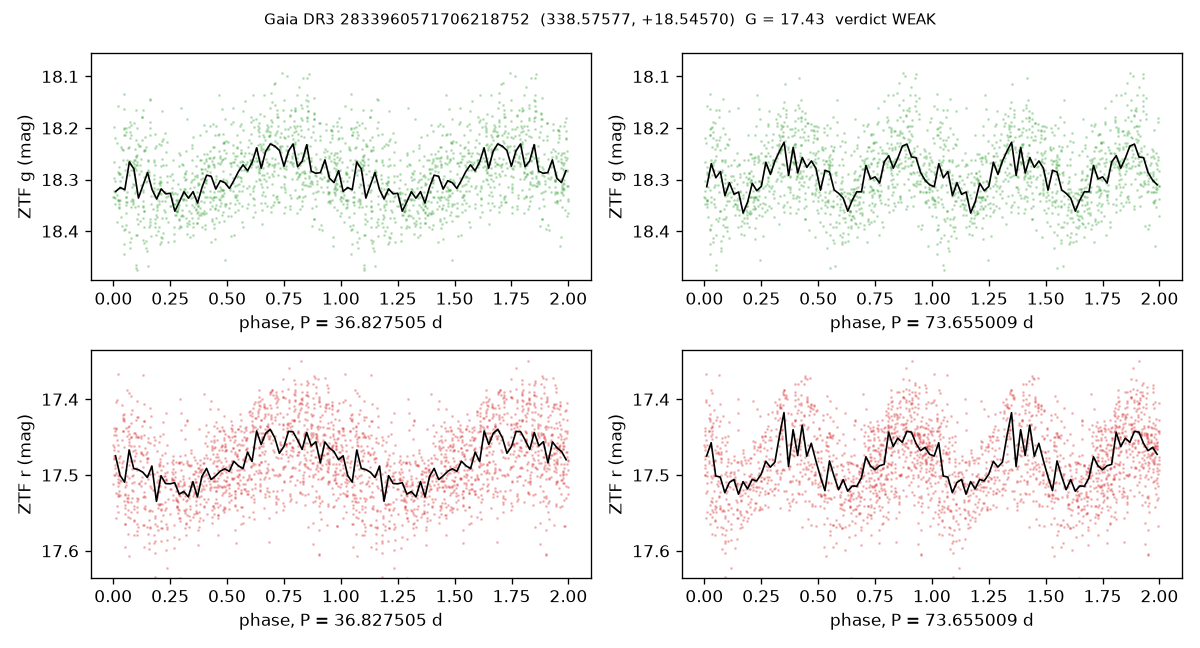 Gaia DR3 2833960571706218752 (338.57577, +18.54570) G = 17.43 verdict WEAK
ZTF g (mag)
18.1
18.2
18.3
18.4
0.00 0.25 0.50 0.75 1.00 1.25 1.50 1.75 2.00
phase, P = 36.827505 d
ZTF g (mag)
18.1
18.2
18.3
18.4
0.00 0.25 0.50 0.75 1.00 1.25 1.50 1.75 2.00
phase, P = 73.655009 d
ZTF r (mag)
17.4
17.5
17.6
0.00 0.25 0.50 0.75 1.00 1.25 1.50 1.75 2.00
phase, P = 36.827505 d
ZTF r (mag)
17.4
17.5
17.6
0.00 0.25 0.50 0.75 1.00 1.25 1.50 1.75 2.00
phase, P = 73.655009 d